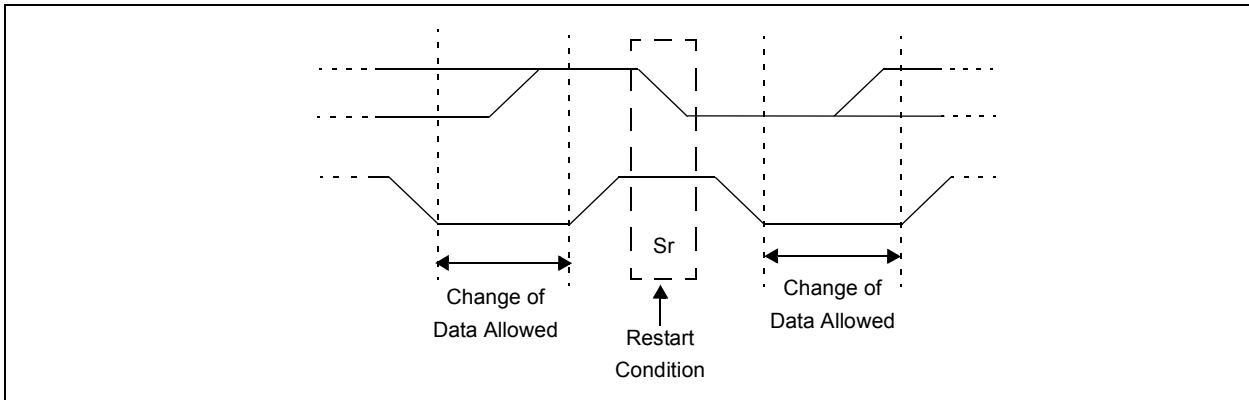 Sr
Change of
Data Allowed
Restart
Condition
Change of
Data Allowed